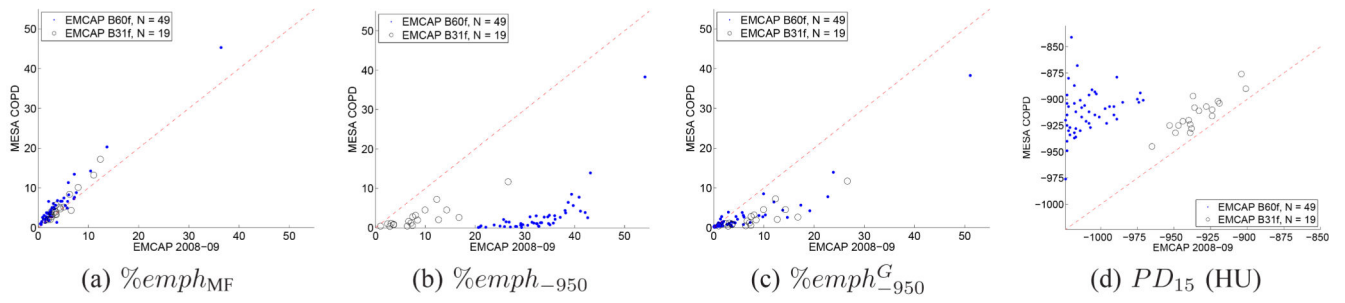 EMCAP B60f, N = 49
EMCAP B31f, N = 19
MESA COPD
50
40
30
20
10
0
0 10 20 30 40 50
EMCAP 2008-09
(a) %emph_MF
EMCAP B60f, N = 49
EMCAP B31f, N = 19
MESA COPD
50
40
30
20
10
0
0 10 20 30 40 50
EMCAP 2008-09
(b) %emph_−950
EMCAP B60f, N = 49
EMCAP B31f, N = 19
MESA COPD
50
40
30
20
10
0
0 10 20 30 40 50
EMCAP 2008-09
(c) %emph^G_−950
MESA COPD
−850
−875
−900
−925
−950
−975
−1000
EMCAP B60f, N = 49
EMCAP B31f, N = 19
−1000 −975 −950 −925 −900 −875 −850
EMCAP 2008-09
(d) PD_15 (HU)